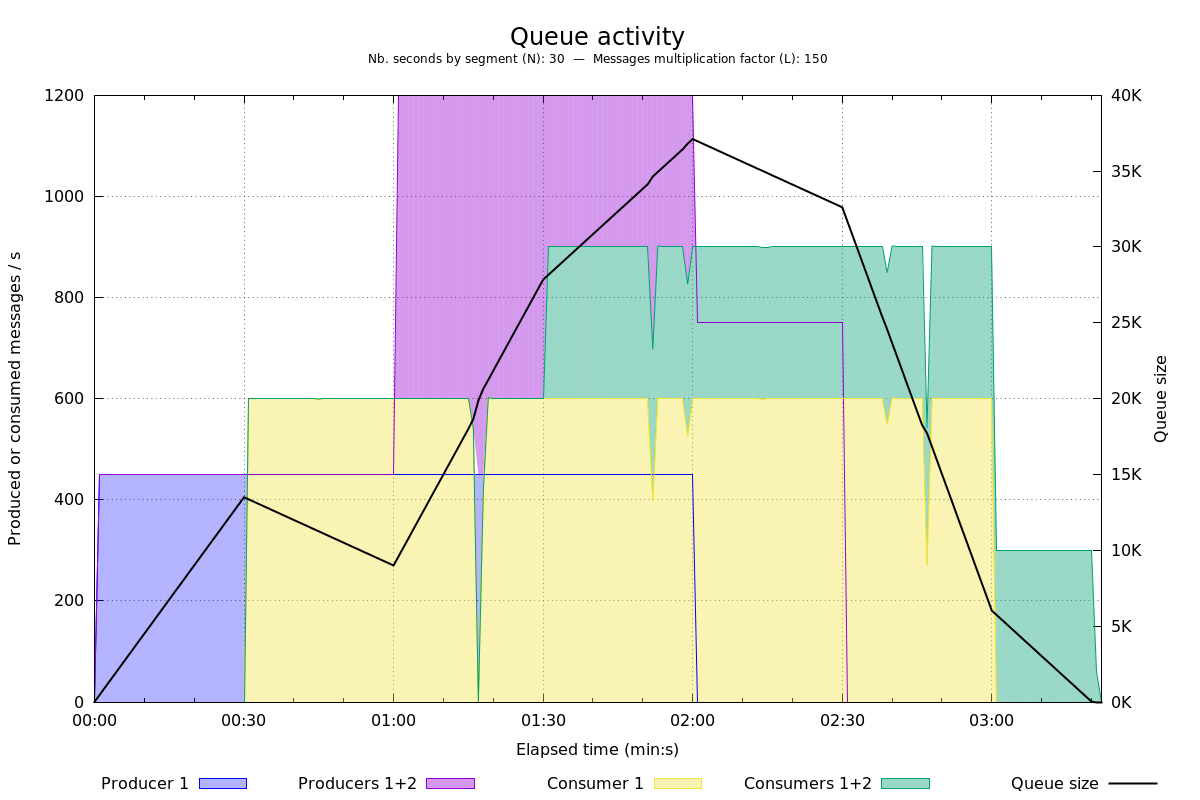 Queue activity
Nb. seconds by segment (N): 30 — Messages multiplication factor (L): 150
Produced or consumed messages / s
1200
1000
800
600
400
200
0
40K
35K
30K
25K
20K
15K
10K
5K
0K
Queue size
00:00 00:30 01:00 01:30 02:00 02:30 03:00
Elapsed time (min:s)
Producer 1 Producers 1+2 Consumer 1 Consumers 1+2 Queue size